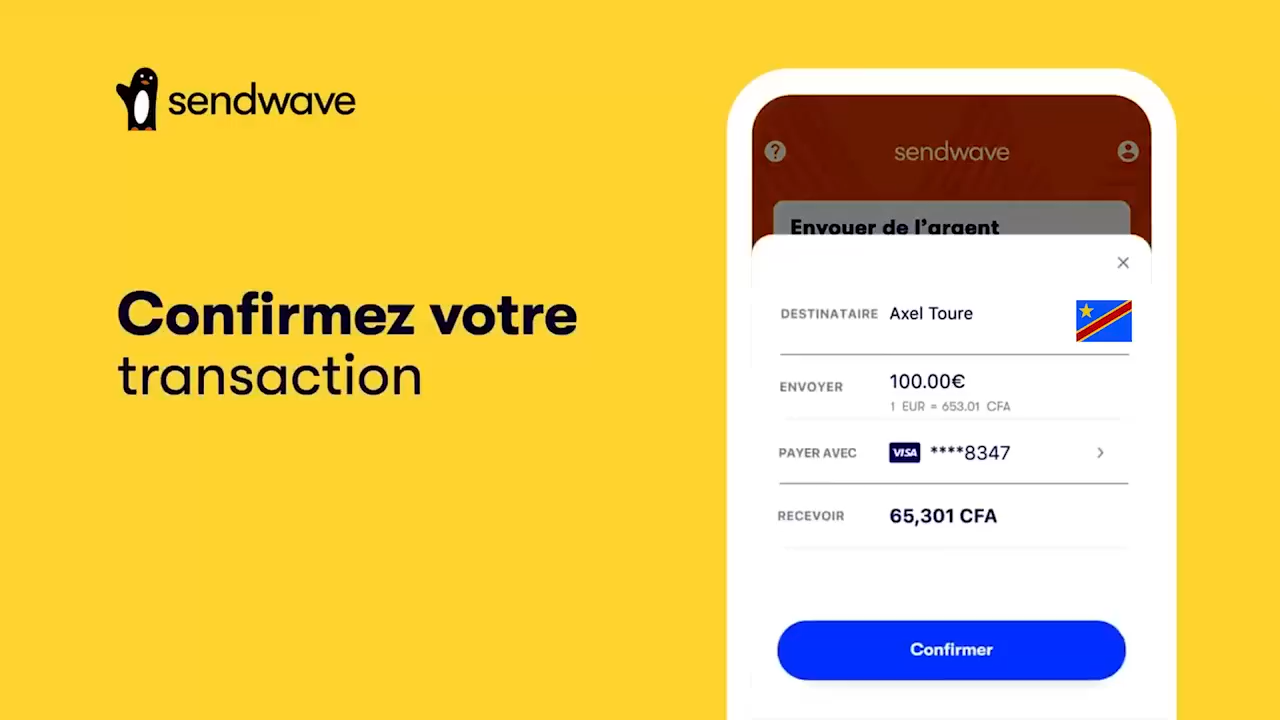 sendwave
Confirmez votre
transaction
sendwave
Envouer de l'argent
DESTINATAIRE Axel Toure
ENVOYER 100.00€
1 EUR = 653.01 CFA
PAYER AVEC VISA ****8347
RECEVOIR 65,301 CFA
Confirmer